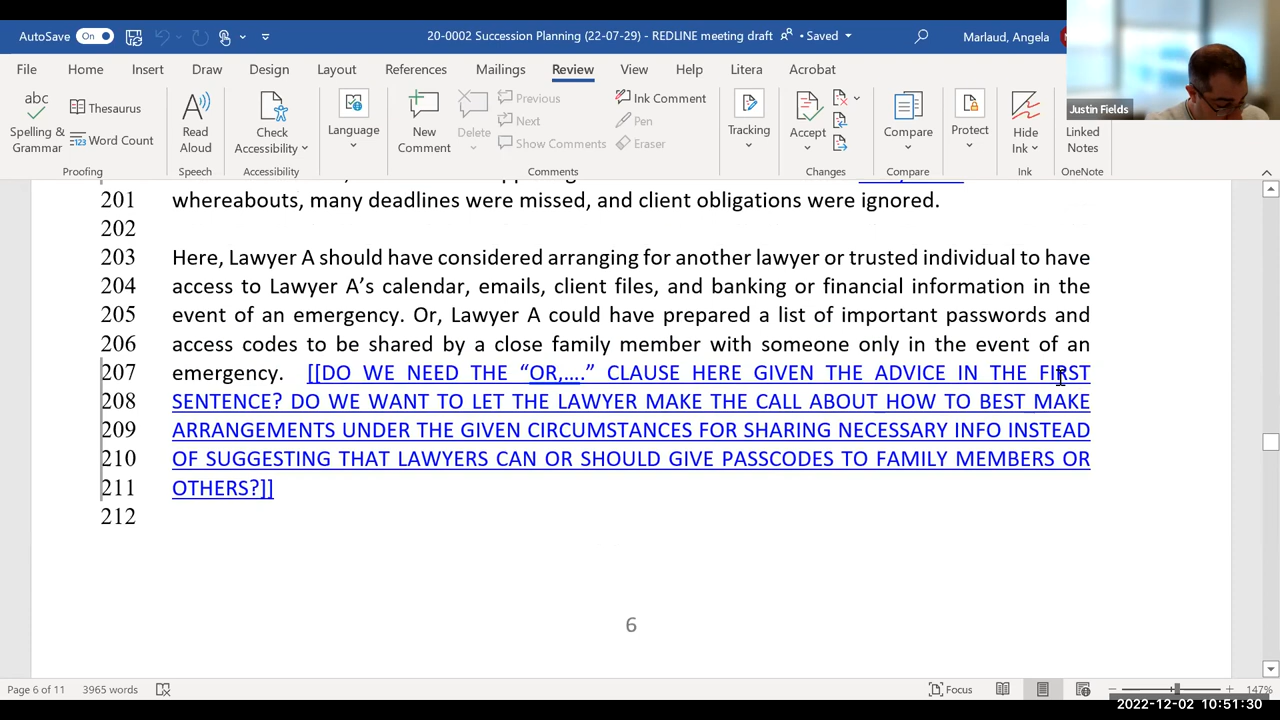 AutoSave On
20-0002 Succession Planning (22-07-29) - REDLINE meeting draft • Saved
Marlaud, Angela
File Home Insert Draw Design Layout References Mailings Review View Help Litera Acrobat
abc Thesaurus Previous Ink Comment
Next Pen
Spelling & Grammar Word Count Read Aloud Check Accessibility Language New Comment Delete Show Comments Eraser Tracking Accept Compare Protect Hide Ink Linked Notes
Proofing Speech Accessibility Comments Changes Compare Ink OneNote
Justin Fields
201 whereabouts, many deadlines were missed, and client obligations were ignored.
202
203 Here, Lawyer A should have considered arranging for another lawyer or trusted individual to have
204 access to Lawyer A’s calendar, emails, client files, and banking or financial information in the
205 event of an emergency. Or, Lawyer A could have prepared a list of important passwords and
206 access codes to be shared by a close family member with someone only in the event of an
207 emergency. [[DO WE NEED THE “OR,….” CLAUSE HERE GIVEN THE ADVICE IN THE FIRST
208 SENTENCE? DO WE WANT TO LET THE LAWYER MAKE THE CALL ABOUT HOW TO BEST MAKE
209 ARRANGEMENTS UNDER THE GIVEN CIRCUMSTANCES FOR SHARING NECESSARY INFO INSTEAD
210 OF SUGGESTING THAT LAWYERS CAN OR SHOULD GIVE PASSCODES TO FAMILY MEMBERS OR
211 OTHERS?]]
212
6
Page 6 of 11 3965 words Focus 147%
2022-12-02 10:51:30